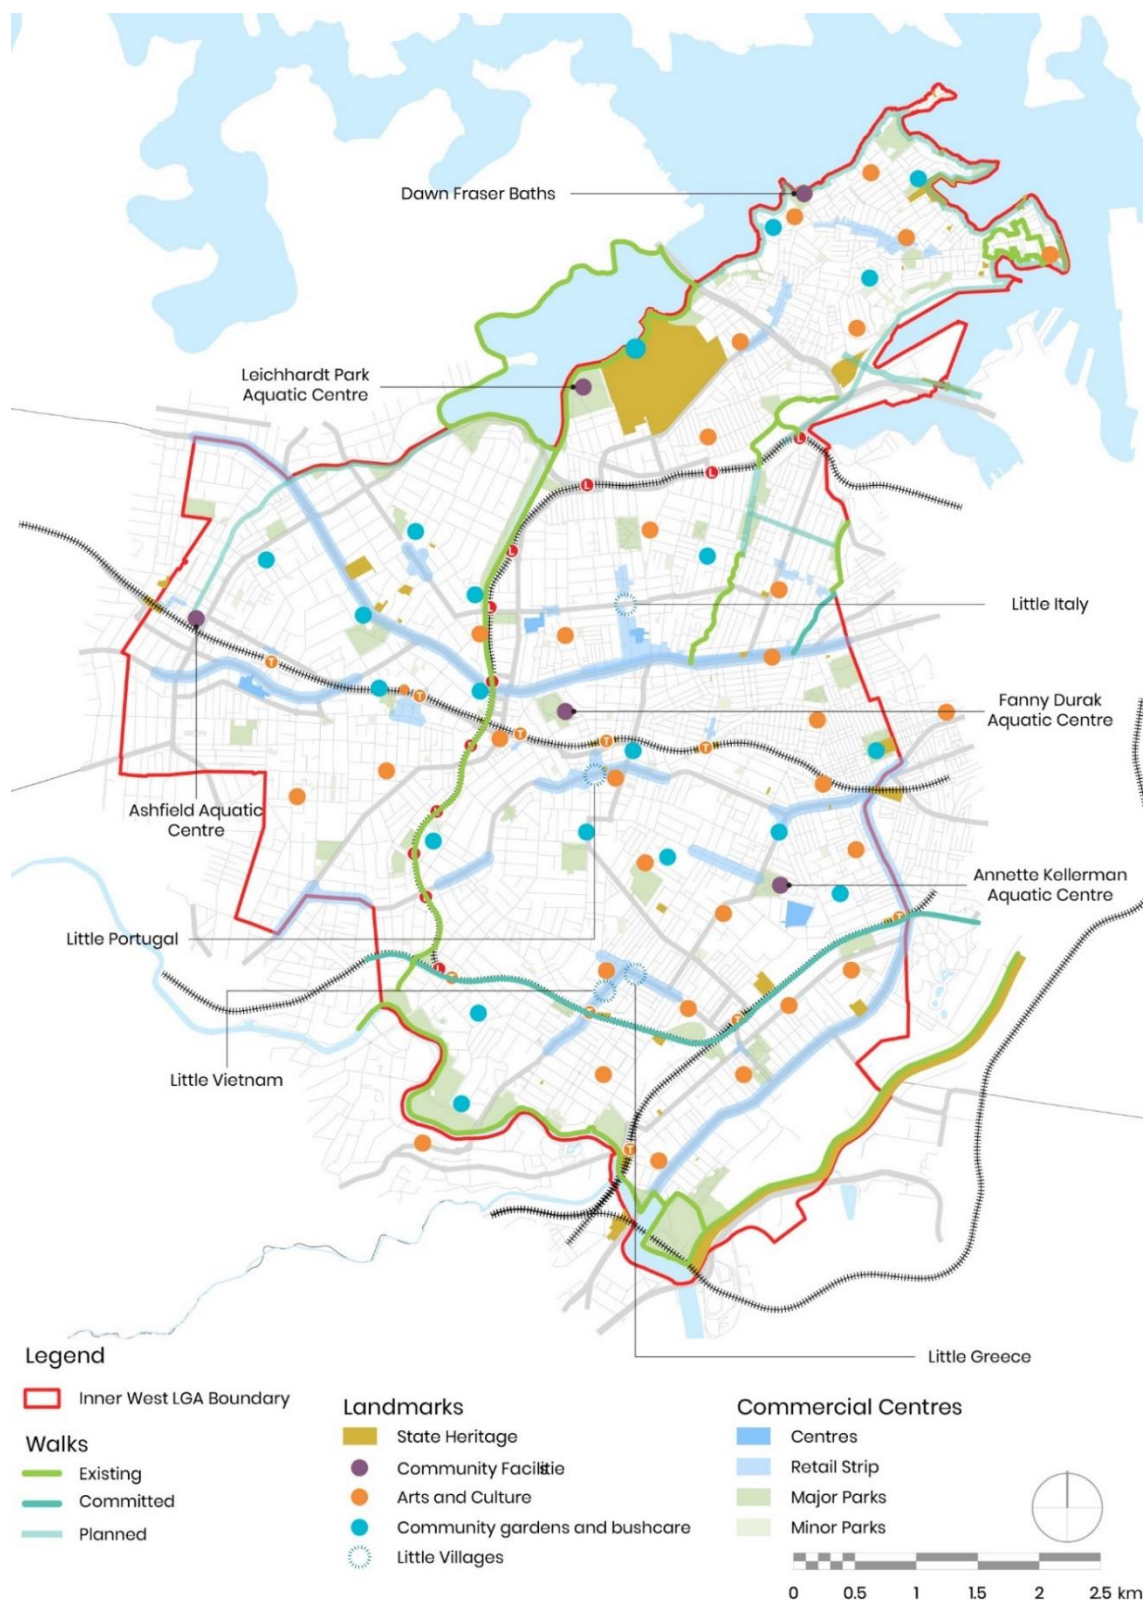 Dawn Fraser Baths
Leichhardt Park
Aquatic Centre
L
L
L
L
L
Little Italy
T
T
Fanny Durak
Aquatic Centre
T
T
T
Ashfield Aquatic
Centre
Annette Kellerman
Aquatic Centre
Little Portugal
T
L
T
T
T
Little Vietnam
T
Little Greece
Legend
Inner West LGA Boundary
Walks
Existing
Committed
Planned
Landmarks
State Heritage
Community Facilitie
Arts and Culture
Community gardens and bushcare
Little Villages
Commercial Centres
Centres
Retail Strip
Major Parks
Minor Parks
0 0.5 1 1.5 2 2.5 km